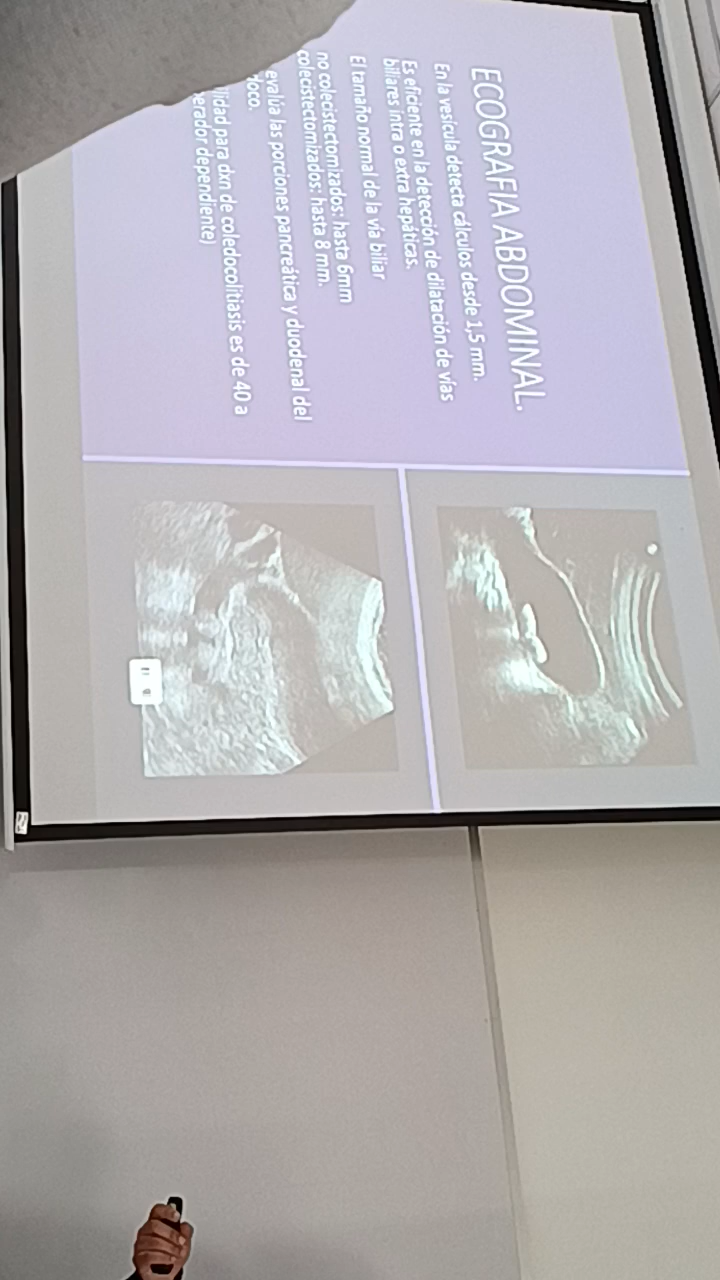 ECOGRAFIA ABDOMINAL.
En la vesícula detecta cálculos desde 1,5 mm.
Es eficiente en la detección de dilatación de vías
biliares intra o extra hepáticas.
El tamaño normal de la vía biliar
no colecistectomizados: hasta 6mm
colecistectomizados: hasta 8 mm.
evalúa las porciones pancreática y duodenal del
doco.
lidad para dxn de coledocolitiasis es de 40 a
erador dependiente)